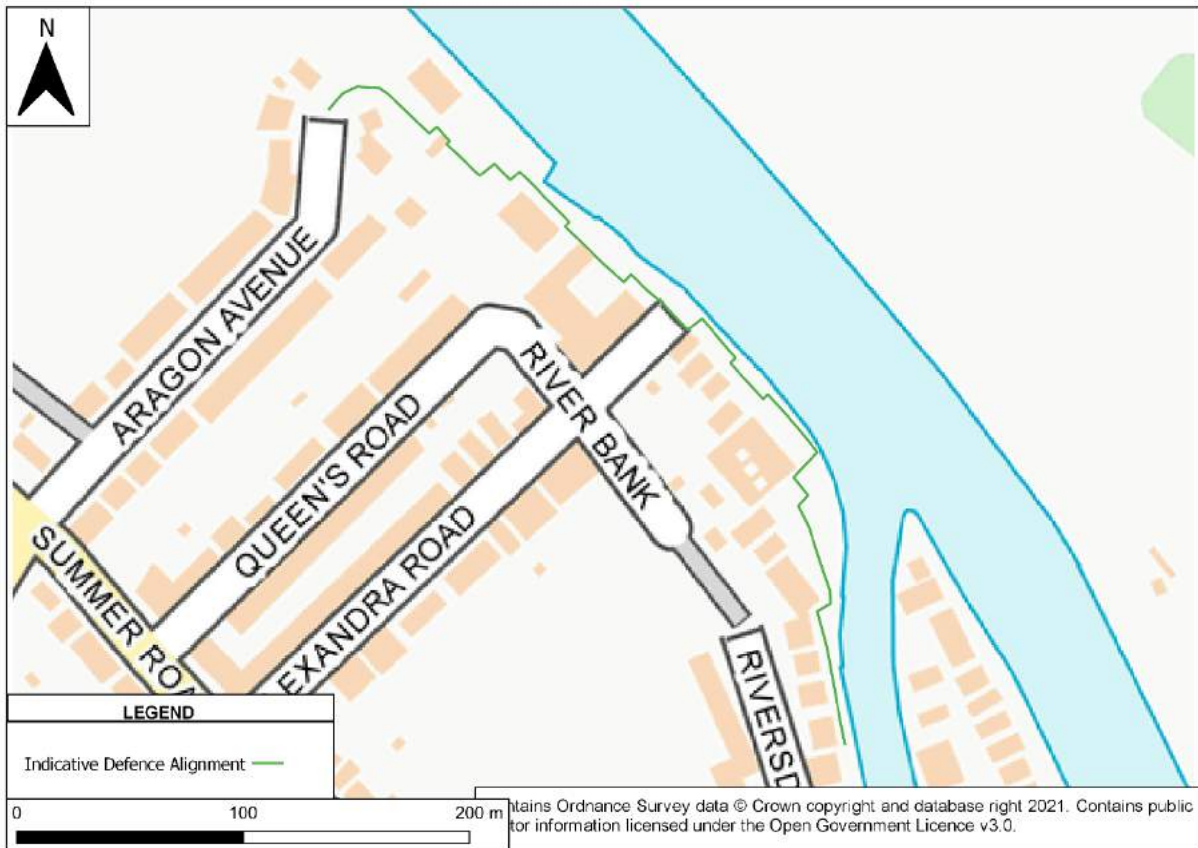 N
ARAGON AVENUE
QUEEN'S ROAD
RIVER BANK
EXANDRA ROAD
SUMMER ROA
RIVERSD
LEGEND
Indicative Defence Alignment
0 100 200 m
ntains Ordnance Survey data © Crown copyright and database right 2021. Contains public
tor information licensed under the Open Government Licence v3.0.